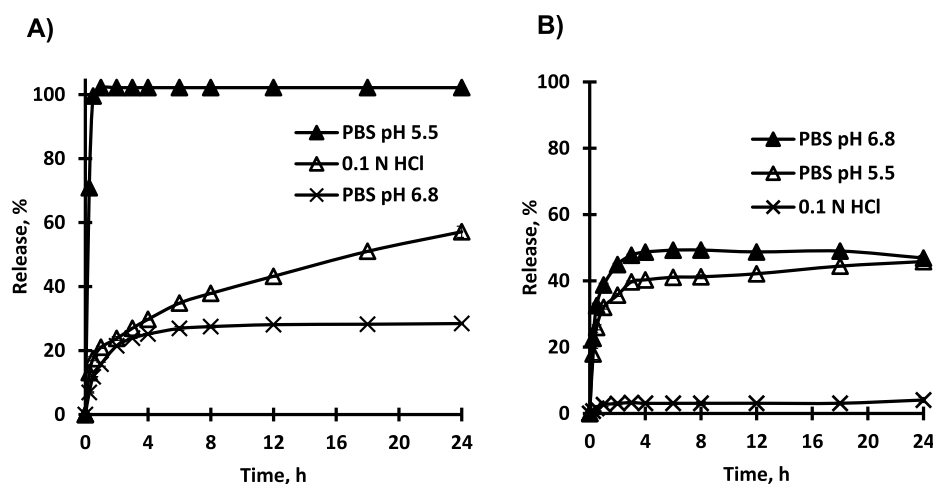 A)
100
80
60
40
20
0
Release, %
PBS pH 5.5
0.1 N HCl
PBS pH 6.8
0 4 8 12 16 20 24
Time, h
B)
100
80
60
40
20
0
Release, %
PBS pH 6.8
PBS pH 5.5
0.1 N HCl
0 4 8 12 16 20 24
Time, h